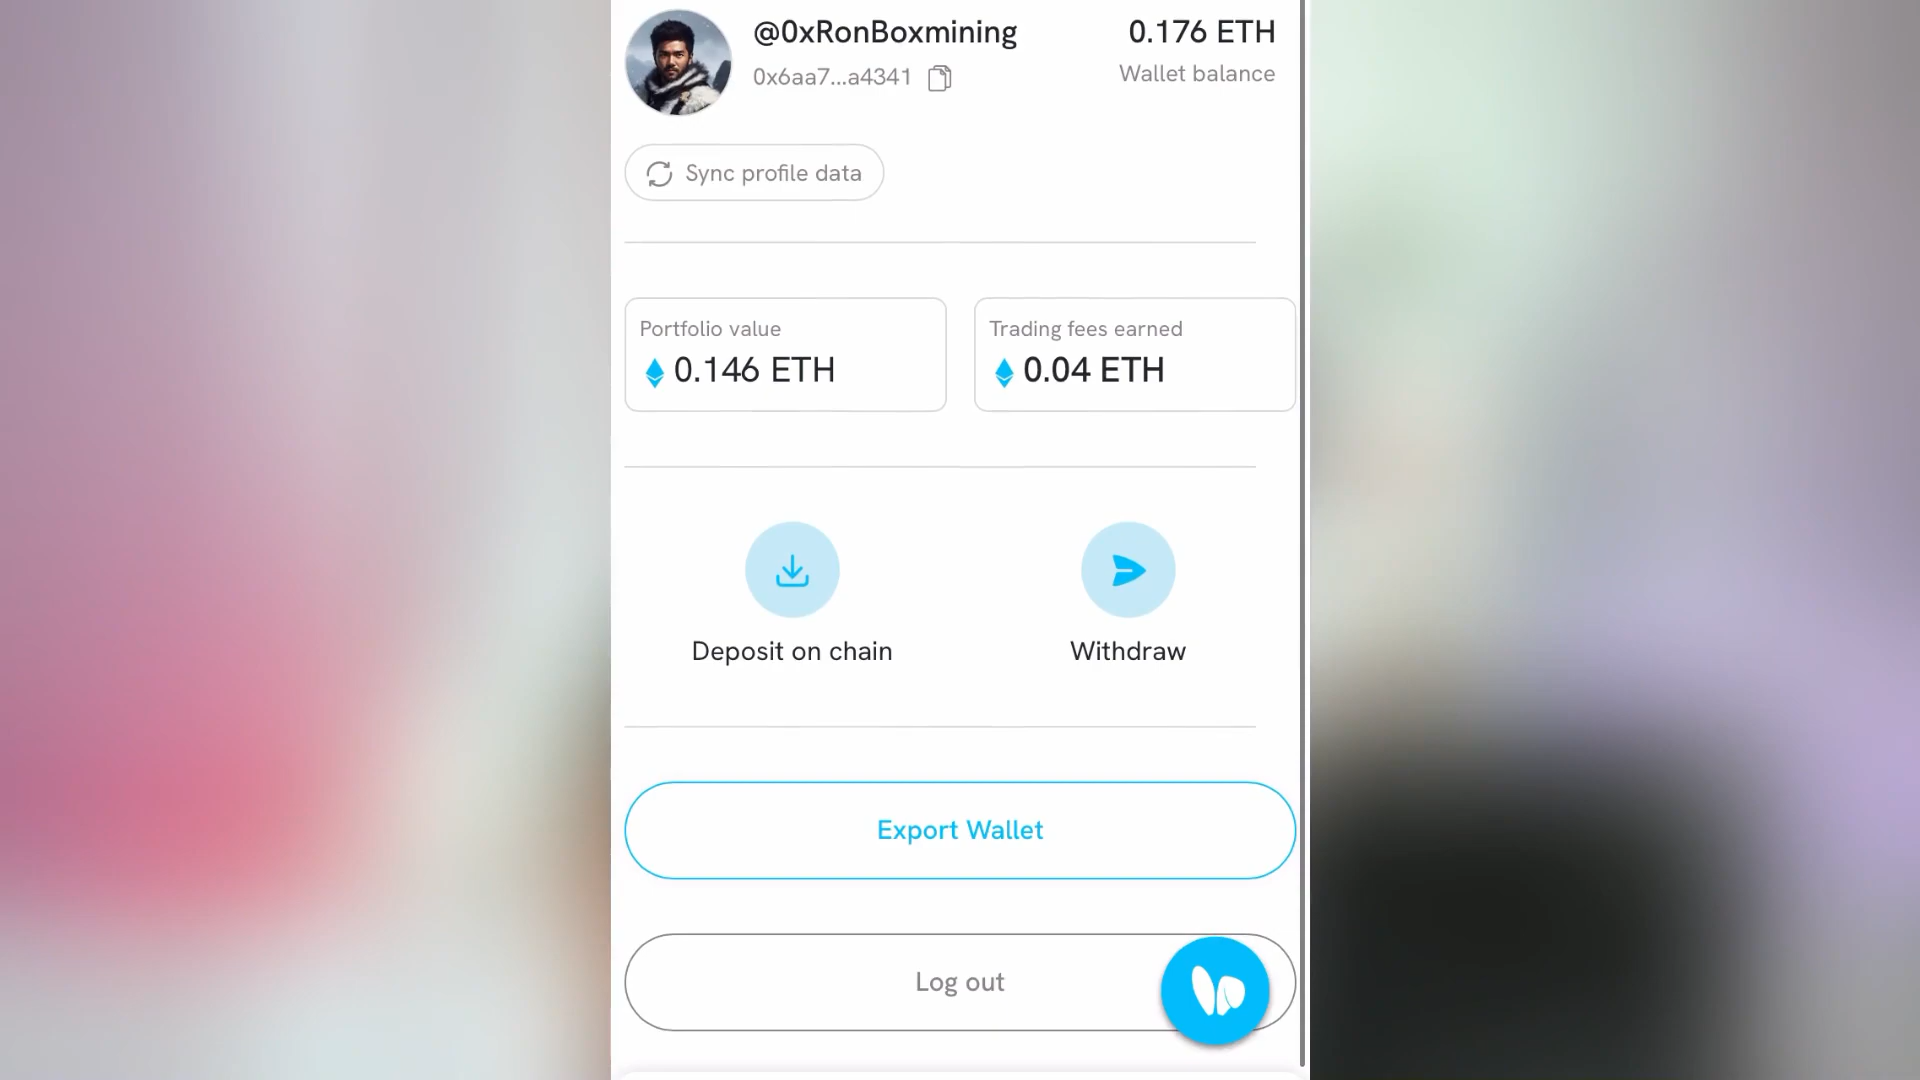 @0xRonBoxmining
0.176 ETH
0x6aa7...a4341
Wallet balance
Sync profile data
Portfolio value
0.146 ETH
Trading fees earned
0.04 ETH
Deposit on chain
Withdraw
Export Wallet
Log out